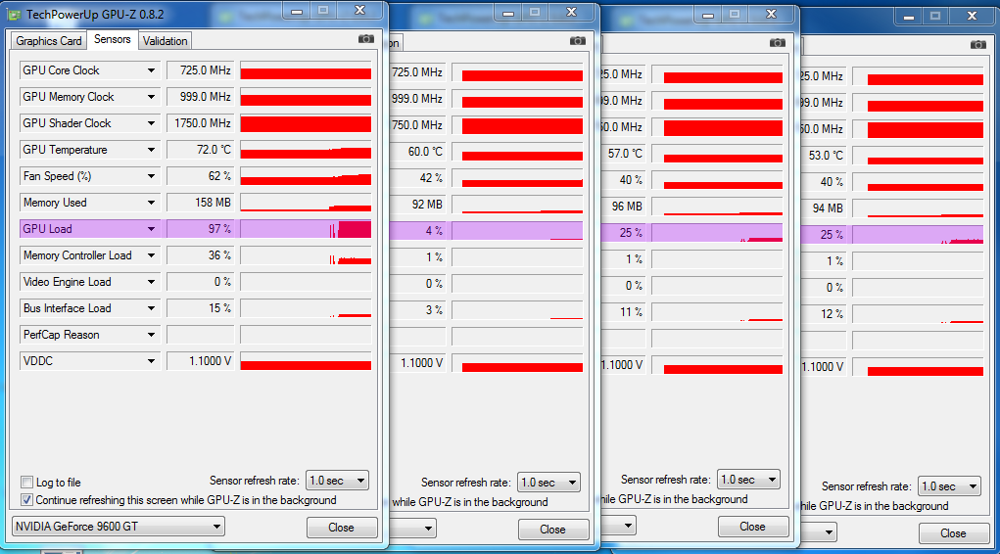 TechPowerUp GPU-Z 0.8.2
Graphics Card Sensors Validation
GPU Core Clock 725.0 MHz
GPU Memory Clock 999.0 MHz
GPU Shader Clock 1750.0 MHz
GPU Temperature 72.0 °C
Fan Speed (%) 62 %
Memory Used 158 MB
GPU Load 97 %
Memory Controller Load 36 %
Video Engine Load 0 %
Bus Interface Load 15 %
PerfCap Reason
VDDC 1.1000 V
Log to file
Sensor refresh rate: 1.0 sec
Continue refreshing this screen while GPU-Z is in the background
NVIDIA GeForce 9600 GT Close
on
725.0 MHz
999.0 MHz
750.0 MHz
60.0 °C
42 %
92 MB
4 %
1 %
0 %
3 %
1.1000 V
Sensor refresh rate: 1.0 sec
while GPU-Z is in the background
Close
25.0 MHz
99.0 MHz
50.0 MHz
57.0 °C
40 %
96 MB
25 %
1 %
0 %
11 %
1.1000 V
Sensor refresh rate: 1.0 sec
hile GPU-Z is in the background
Close
25.0 MHz
99.0 MHz
50.0 MHz
53.0 °C
40 %
94 MB
25 %
1 %
0 %
12 %
1.1000 V
Sensor refresh rate: 1.0 sec
hile GPU-Z is in the background
Close